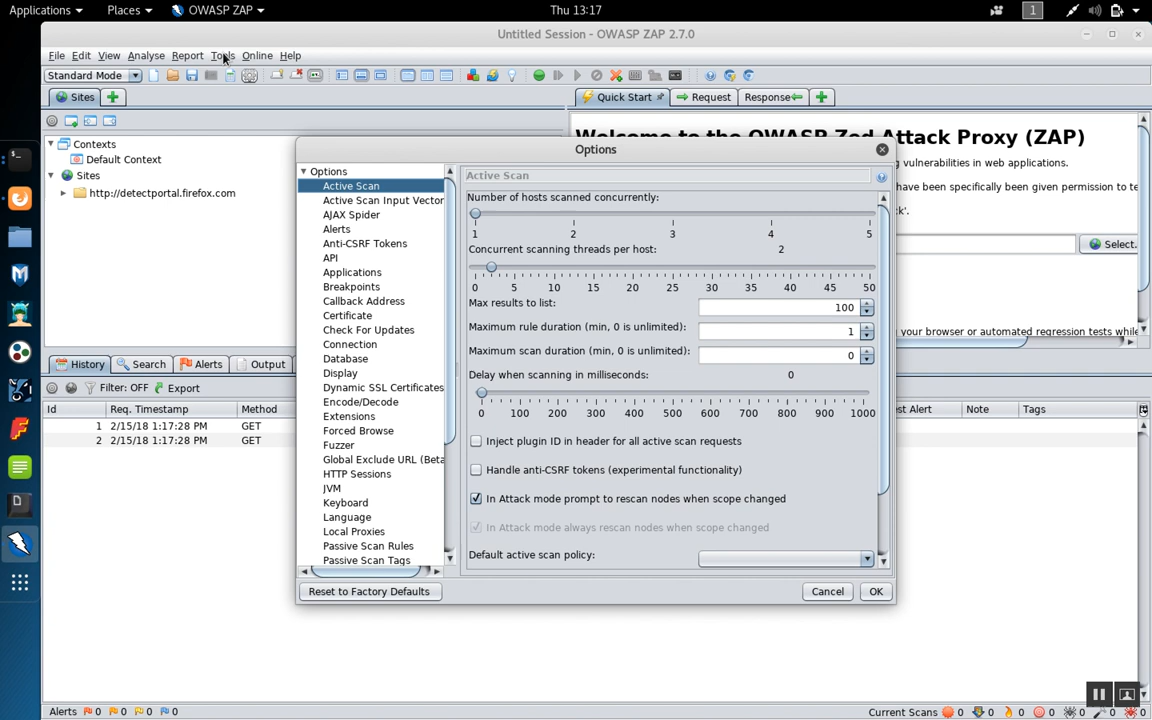 Applications
Places
OWASP ZAP
Thu 13:17
1
Untitled Session - OWASP ZAP 2.7.0
File Edit View Analyse Report Tools Online Help
Standard Mode
Sites
Quick Start
Request
Response
Contexts
Default Context
Sites
http://detectportal.firefox.com
Welcome to the OWASP Zed Attack Proxy (ZAP)
g vulnerabilities in web applications.
have been specifically been given permission to te
ck'.
Select.
your browser or automated regression tests while
Options
Options
Active Scan
Active Scan Input Vector
AJAX Spider
Alerts
Anti-CSRF Tokens
API
Applications
Breakpoints
Callback Address
Certificate
Check For Updates
Connection
Database
Display
Dynamic SSL Certificates
Encode/Decode
Extensions
Forced Browse
Fuzzer
Global Exclude URL (Beta
HTTP Sessions
JVM
Keyboard
Language
Local Proxies
Passive Scan Rules
Passive Scan Tags
Active Scan
Number of hosts scanned concurrently:
1 2 3 4 5
Concurrent scanning threads per host: 2
0 5 10 15 20 25 30 35 40 45 50
Max results to list: 100
Maximum rule duration (min, 0 is unlimited): 1
Maximum scan duration (min, 0 is unlimited): 0
Delay when scanning in milliseconds: 0
0 100 200 300 400 500 600 700 800 900 1000
Inject plugin ID in header for all active scan requests
Handle anti-CSRF tokens (experimental functionality)
In Attack mode prompt to rescan nodes when scope changed
In Attack mode always rescan nodes when scope changed
Default active scan policy:
Reset to Factory Defaults
Cancel
OK
History
Search
Alerts
Output
Filter: OFF
Export
Id Req. Timestamp Method est Alert Note Tags
1 2/15/18 1:17:28 PM GET
2 2/15/18 1:17:28 PM GET
Alerts 0 0 0 0
Current Scans 0 0 0 0 0 0 0